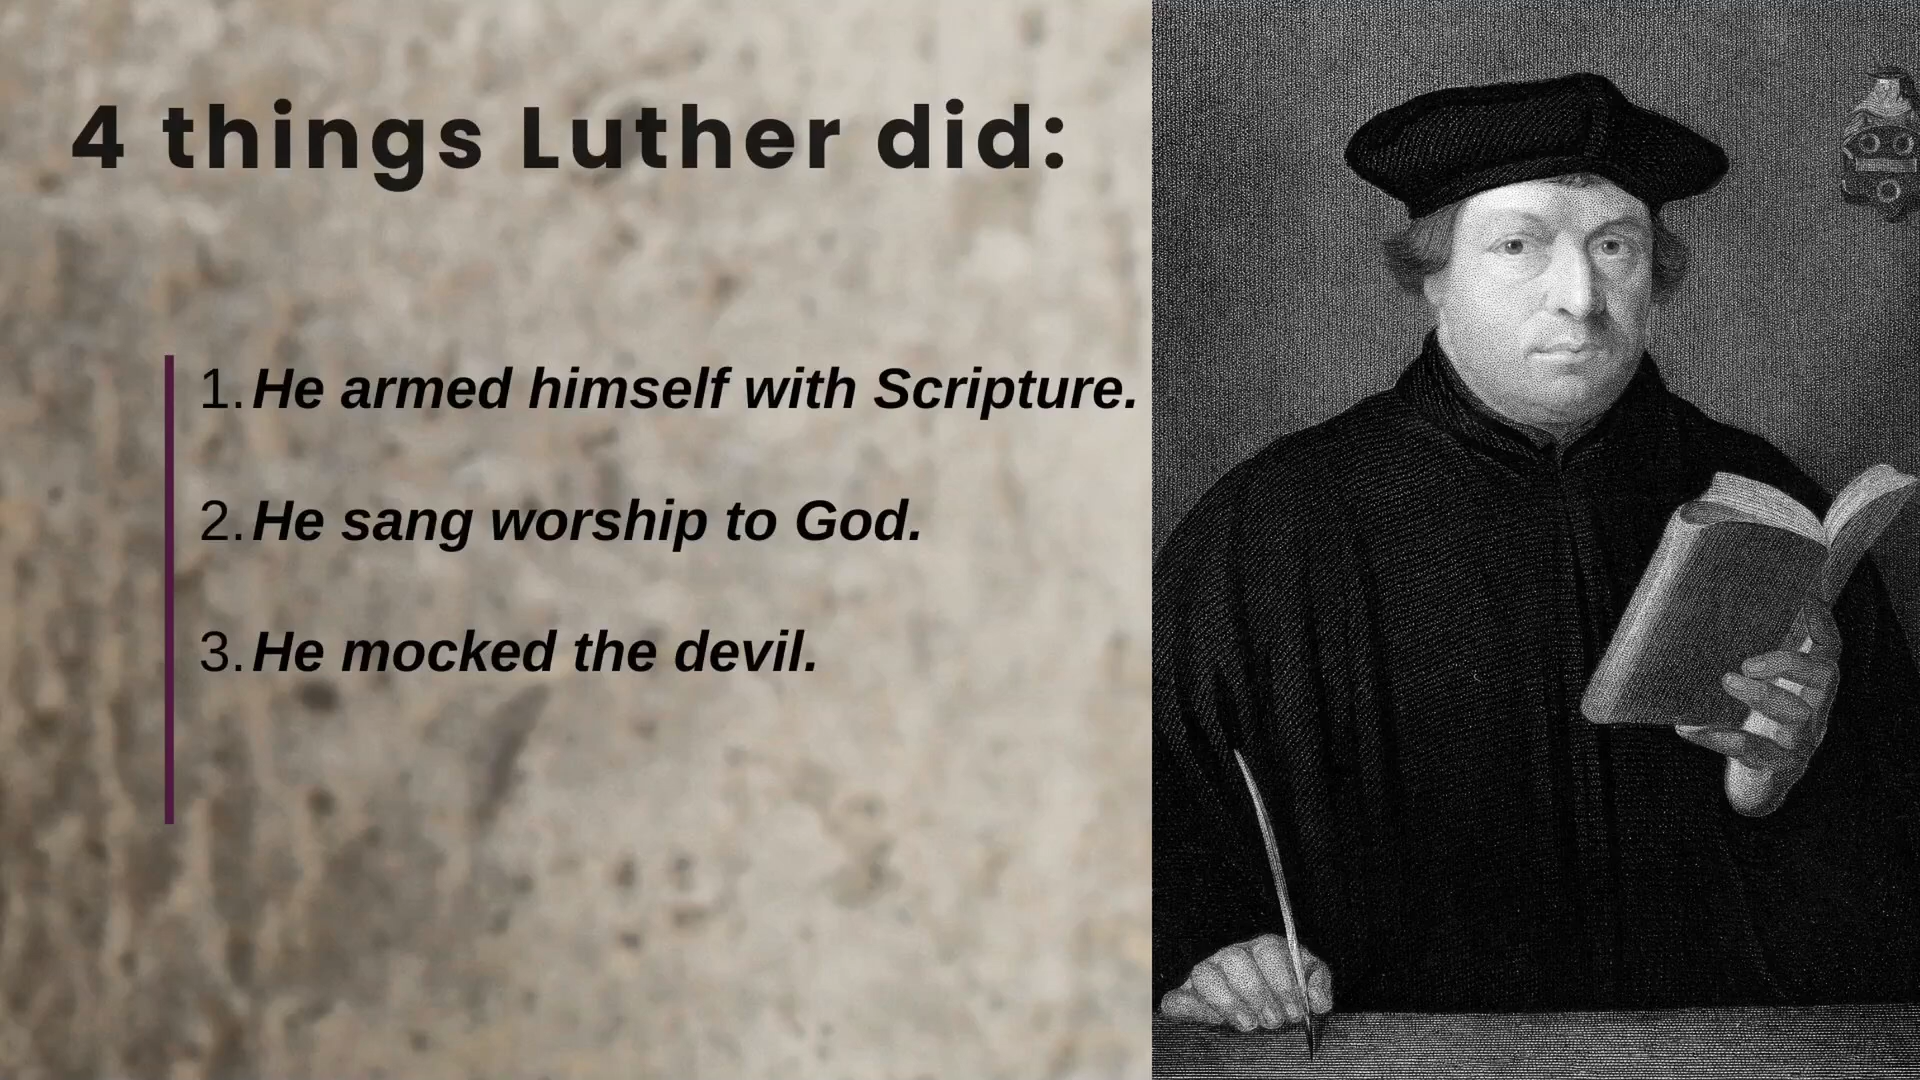 4 things Luther did:
1. He armed himself with Scripture.
2. He sang worship to God.
3. He mocked the devil.